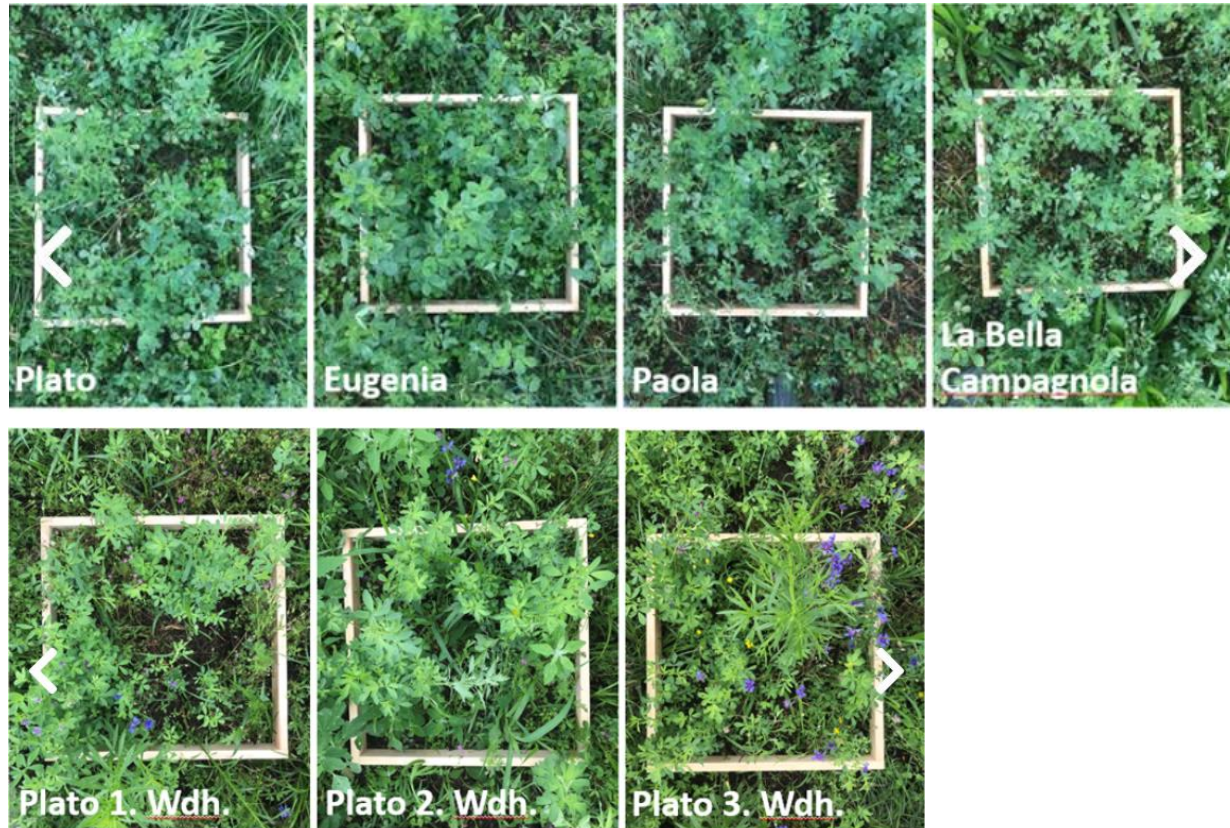 Plato
Eugenia
Paola
La Bella
Campagnola
Plato 1. Wdh.
Plato 2. Wdh.
Plato 3. Wdh.